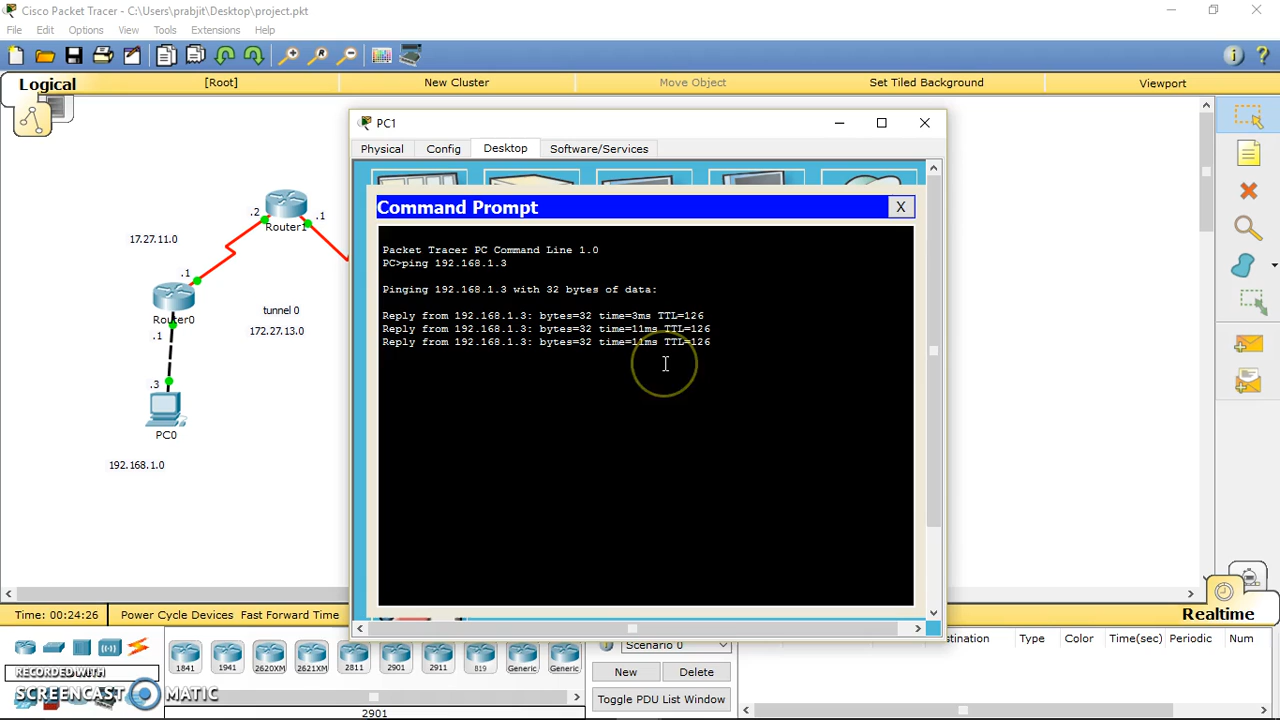 Cisco Packet Tracer - C:\Users\prabjit\Desktop\project.pkt
File Edit Options View Tools Extensions Help
Logical [Root] New Cluster Move Object Set Tiled Background Viewport
PC1
Physical Config Desktop Software/Services
Command Prompt X
Packet Tracer PC Command Line 1.0
PC>ping 192.168.1.3
Pinging 192.168.1.3 with 32 bytes of data:
Reply from 192.168.1.3: bytes=32 time=3ms TTL=126
Reply from 192.168.1.3: bytes=32 time=11ms TTL=126
Reply from 192.168.1.3: bytes=32 time=11ms TTL=126
.2 .1
Router1
17.27.11.0
.1
Router0
tunnel 0
172.27.13.0
.1
.3
PC0
192.168.1.0
Time: 00:24:26 Power Cycle Devices Fast Forward Time Realtime
Scenario 0
New Delete
Toggle PDU List Window
stination Type Color Time(sec) Periodic Num
1841 1941 2620XM 2621XM 2811 2901 2911 819 Generic Generic
2901
RECORDED WITH
SCREENCAST MATIC